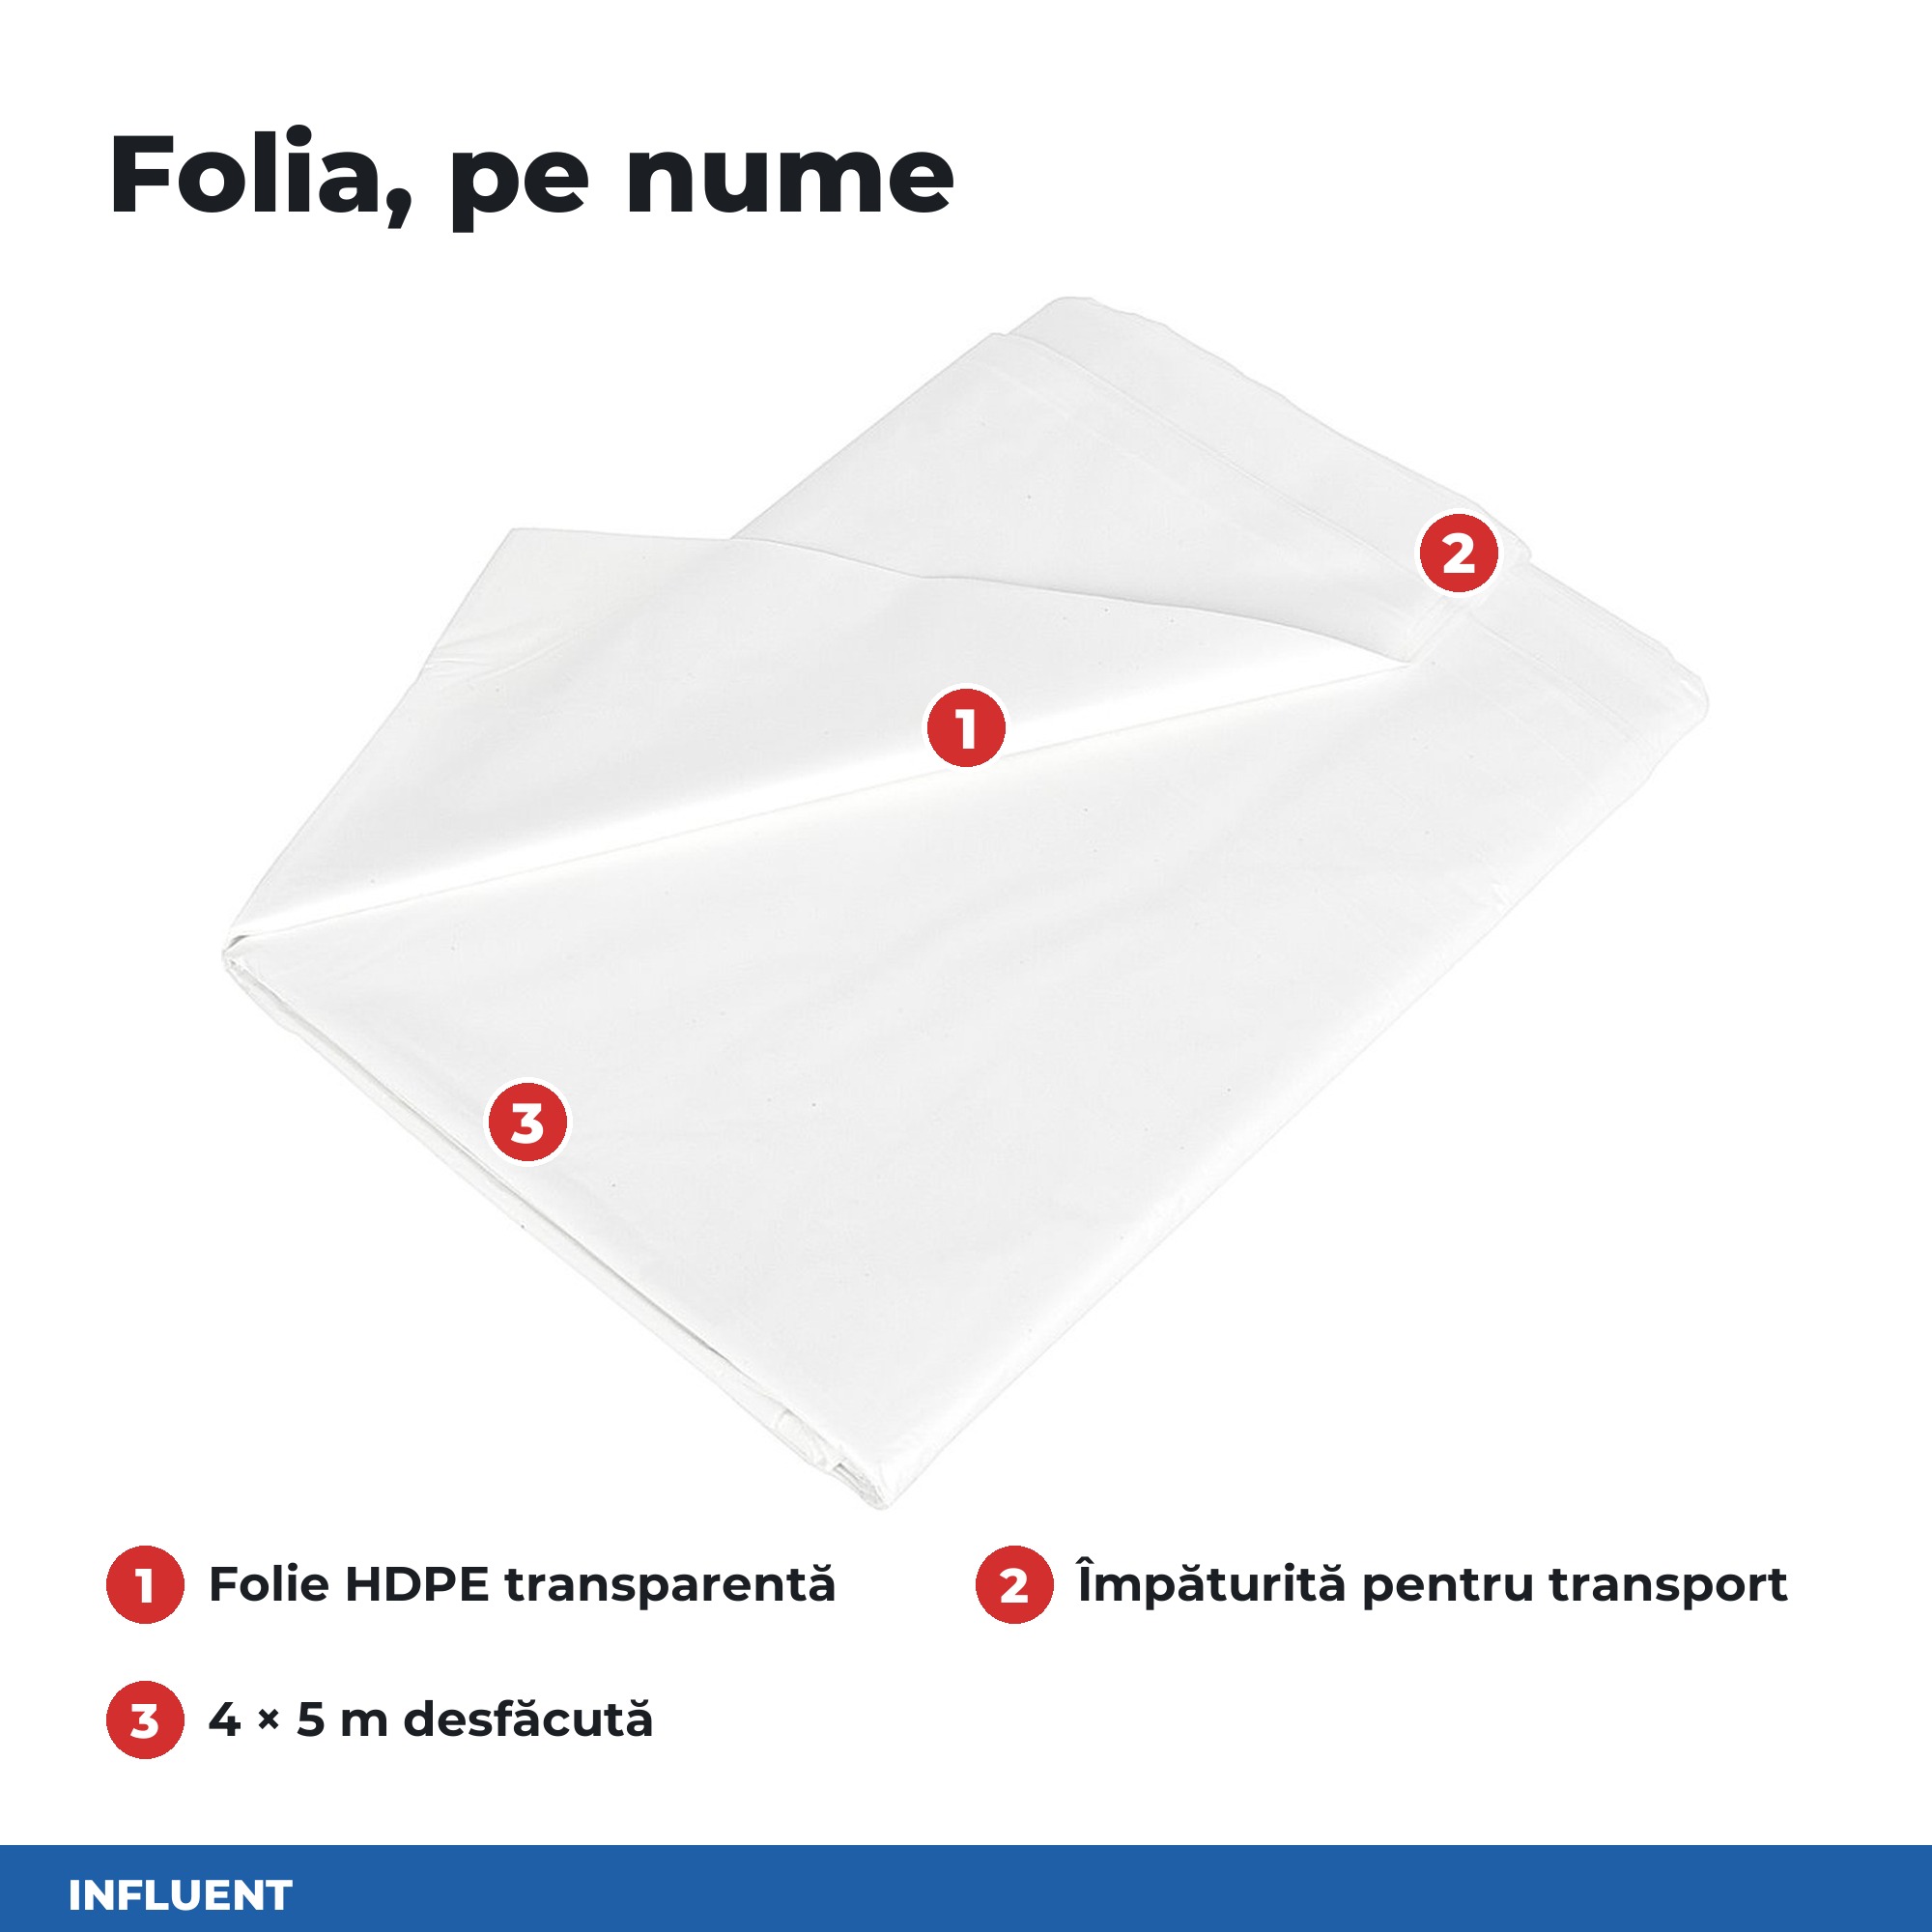 Folia, pe nume
2
1
3
1 Folie HDPE transparentă
2 Împăturită pentru transport
3 4 × 5 m desfăcută
INFLUENT